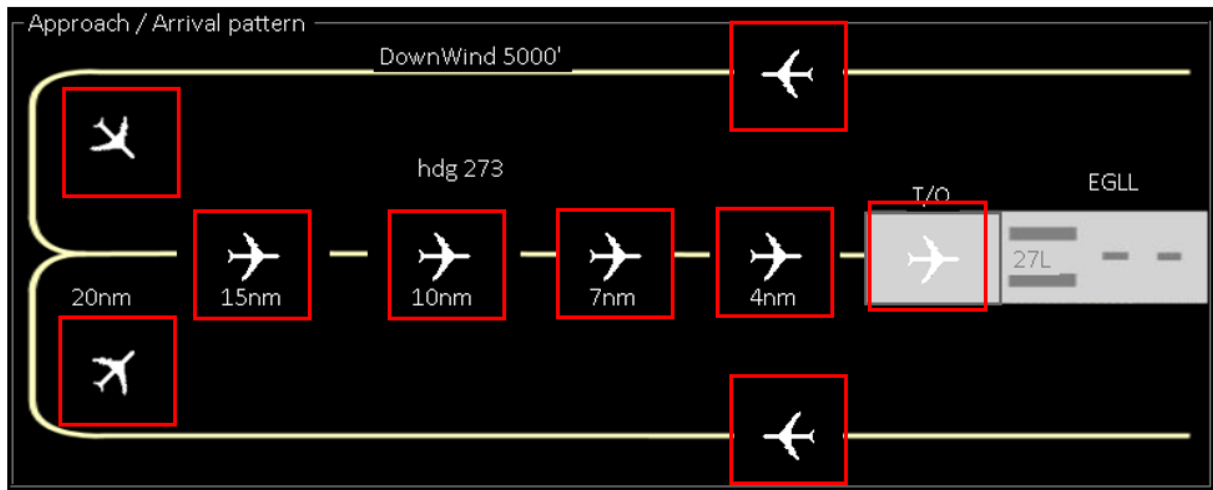 Approach / Arrival pattern
DownWind 5000'
hdg 273
T/O
EGLL
27L
20nm
15nm
10nm
7nm
4nm